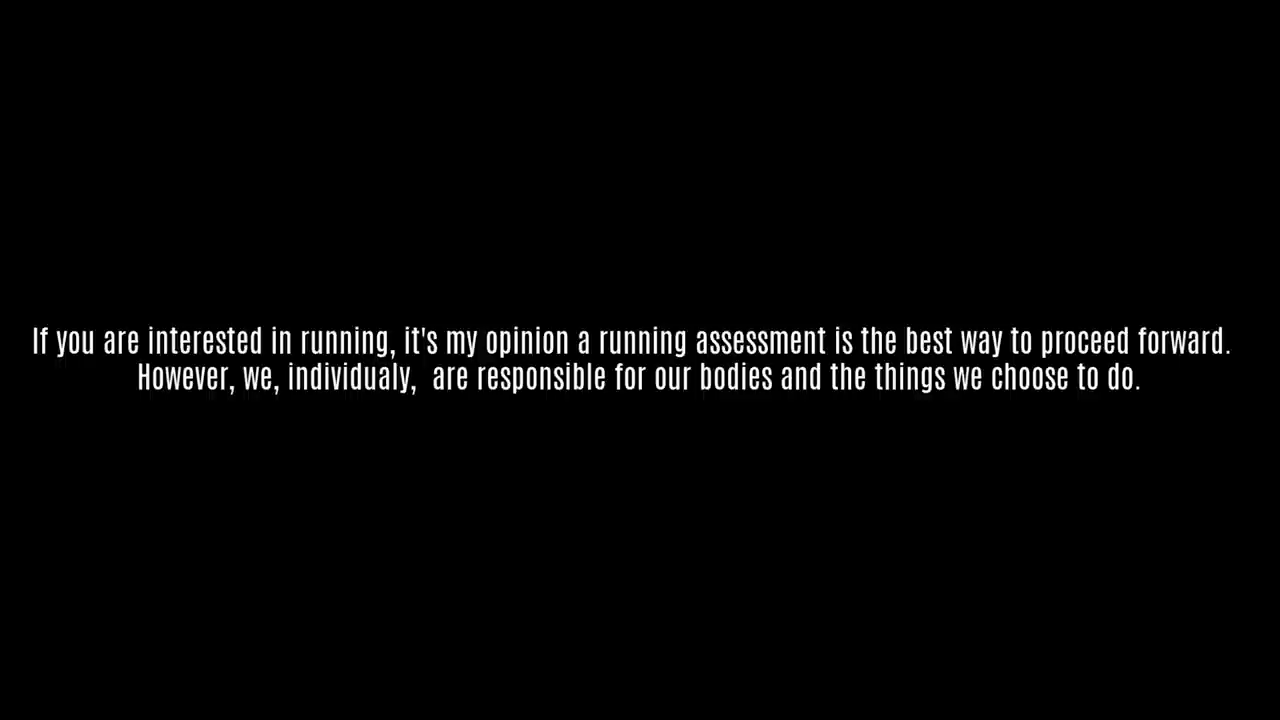 If you are interested in running, it's my opinion a running assessment is the best way to proceed forward.
However, we, individualy,  are responsible for our bodies and the things we choose to do.